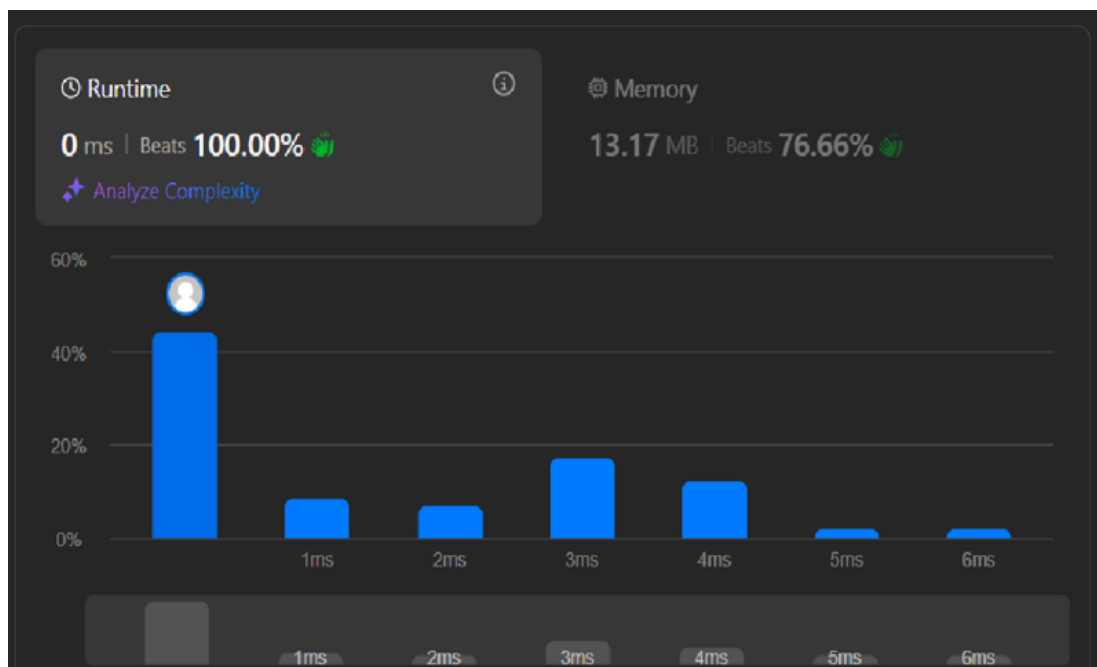 Runtime
0 ms | Beats 100.00%
Analyze Complexity
Memory
13.17 MB | Beats 76.66%
60%
40%
20%
0%
1ms 2ms 3ms 4ms 5ms 6ms
1ms 2ms 3ms 4ms 5ms 6ms